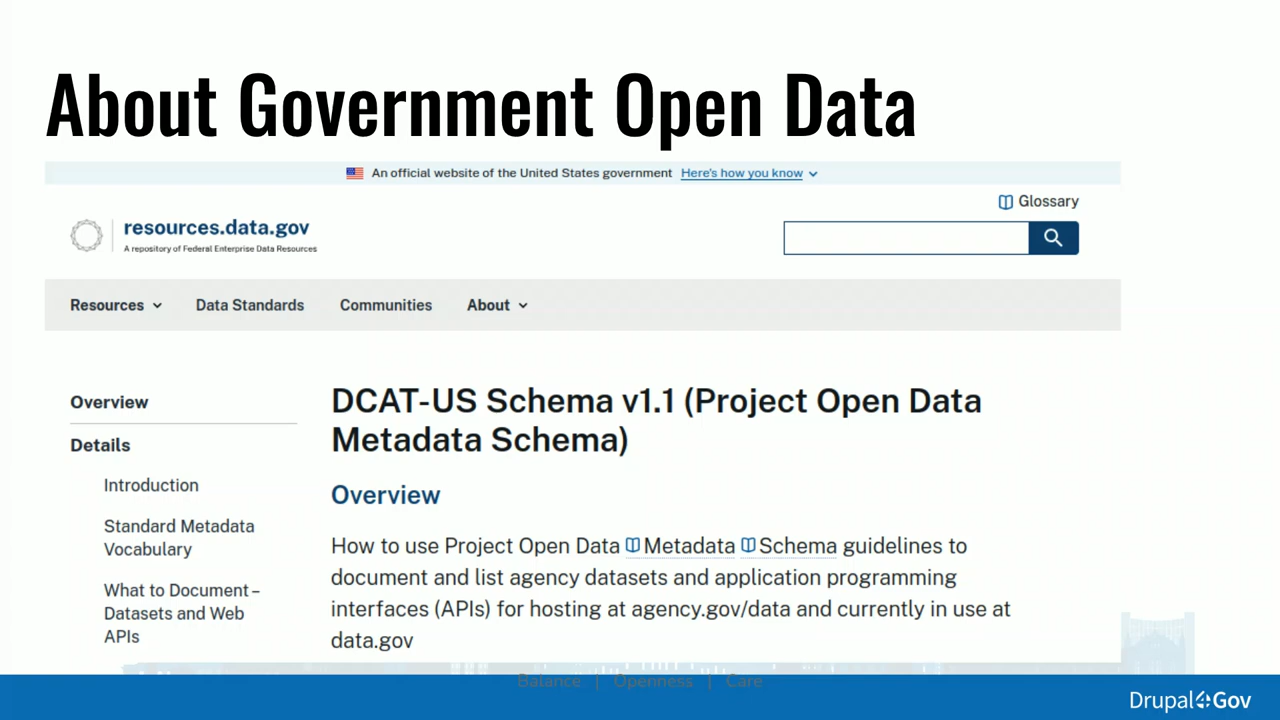 About Government Open Data
An official website of the United States government Here's how you know
Glossary
resources.data.gov
A repository of Federal Enterprise Data Resources
Resources Data Standards Communities About
Overview
Details
Introduction
Standard Metadata
Vocabulary
What to Document –
Datasets and Web
APIs
DCAT-US Schema v1.1 (Project Open Data
Metadata Schema)
Overview
How to use Project Open Data Metadata Schema guidelines to
document and list agency datasets and application programming
interfaces (APIs) for hosting at agency.gov/data and currently in use at
data.gov
Balance | Openness | Care
Drupal4Gov